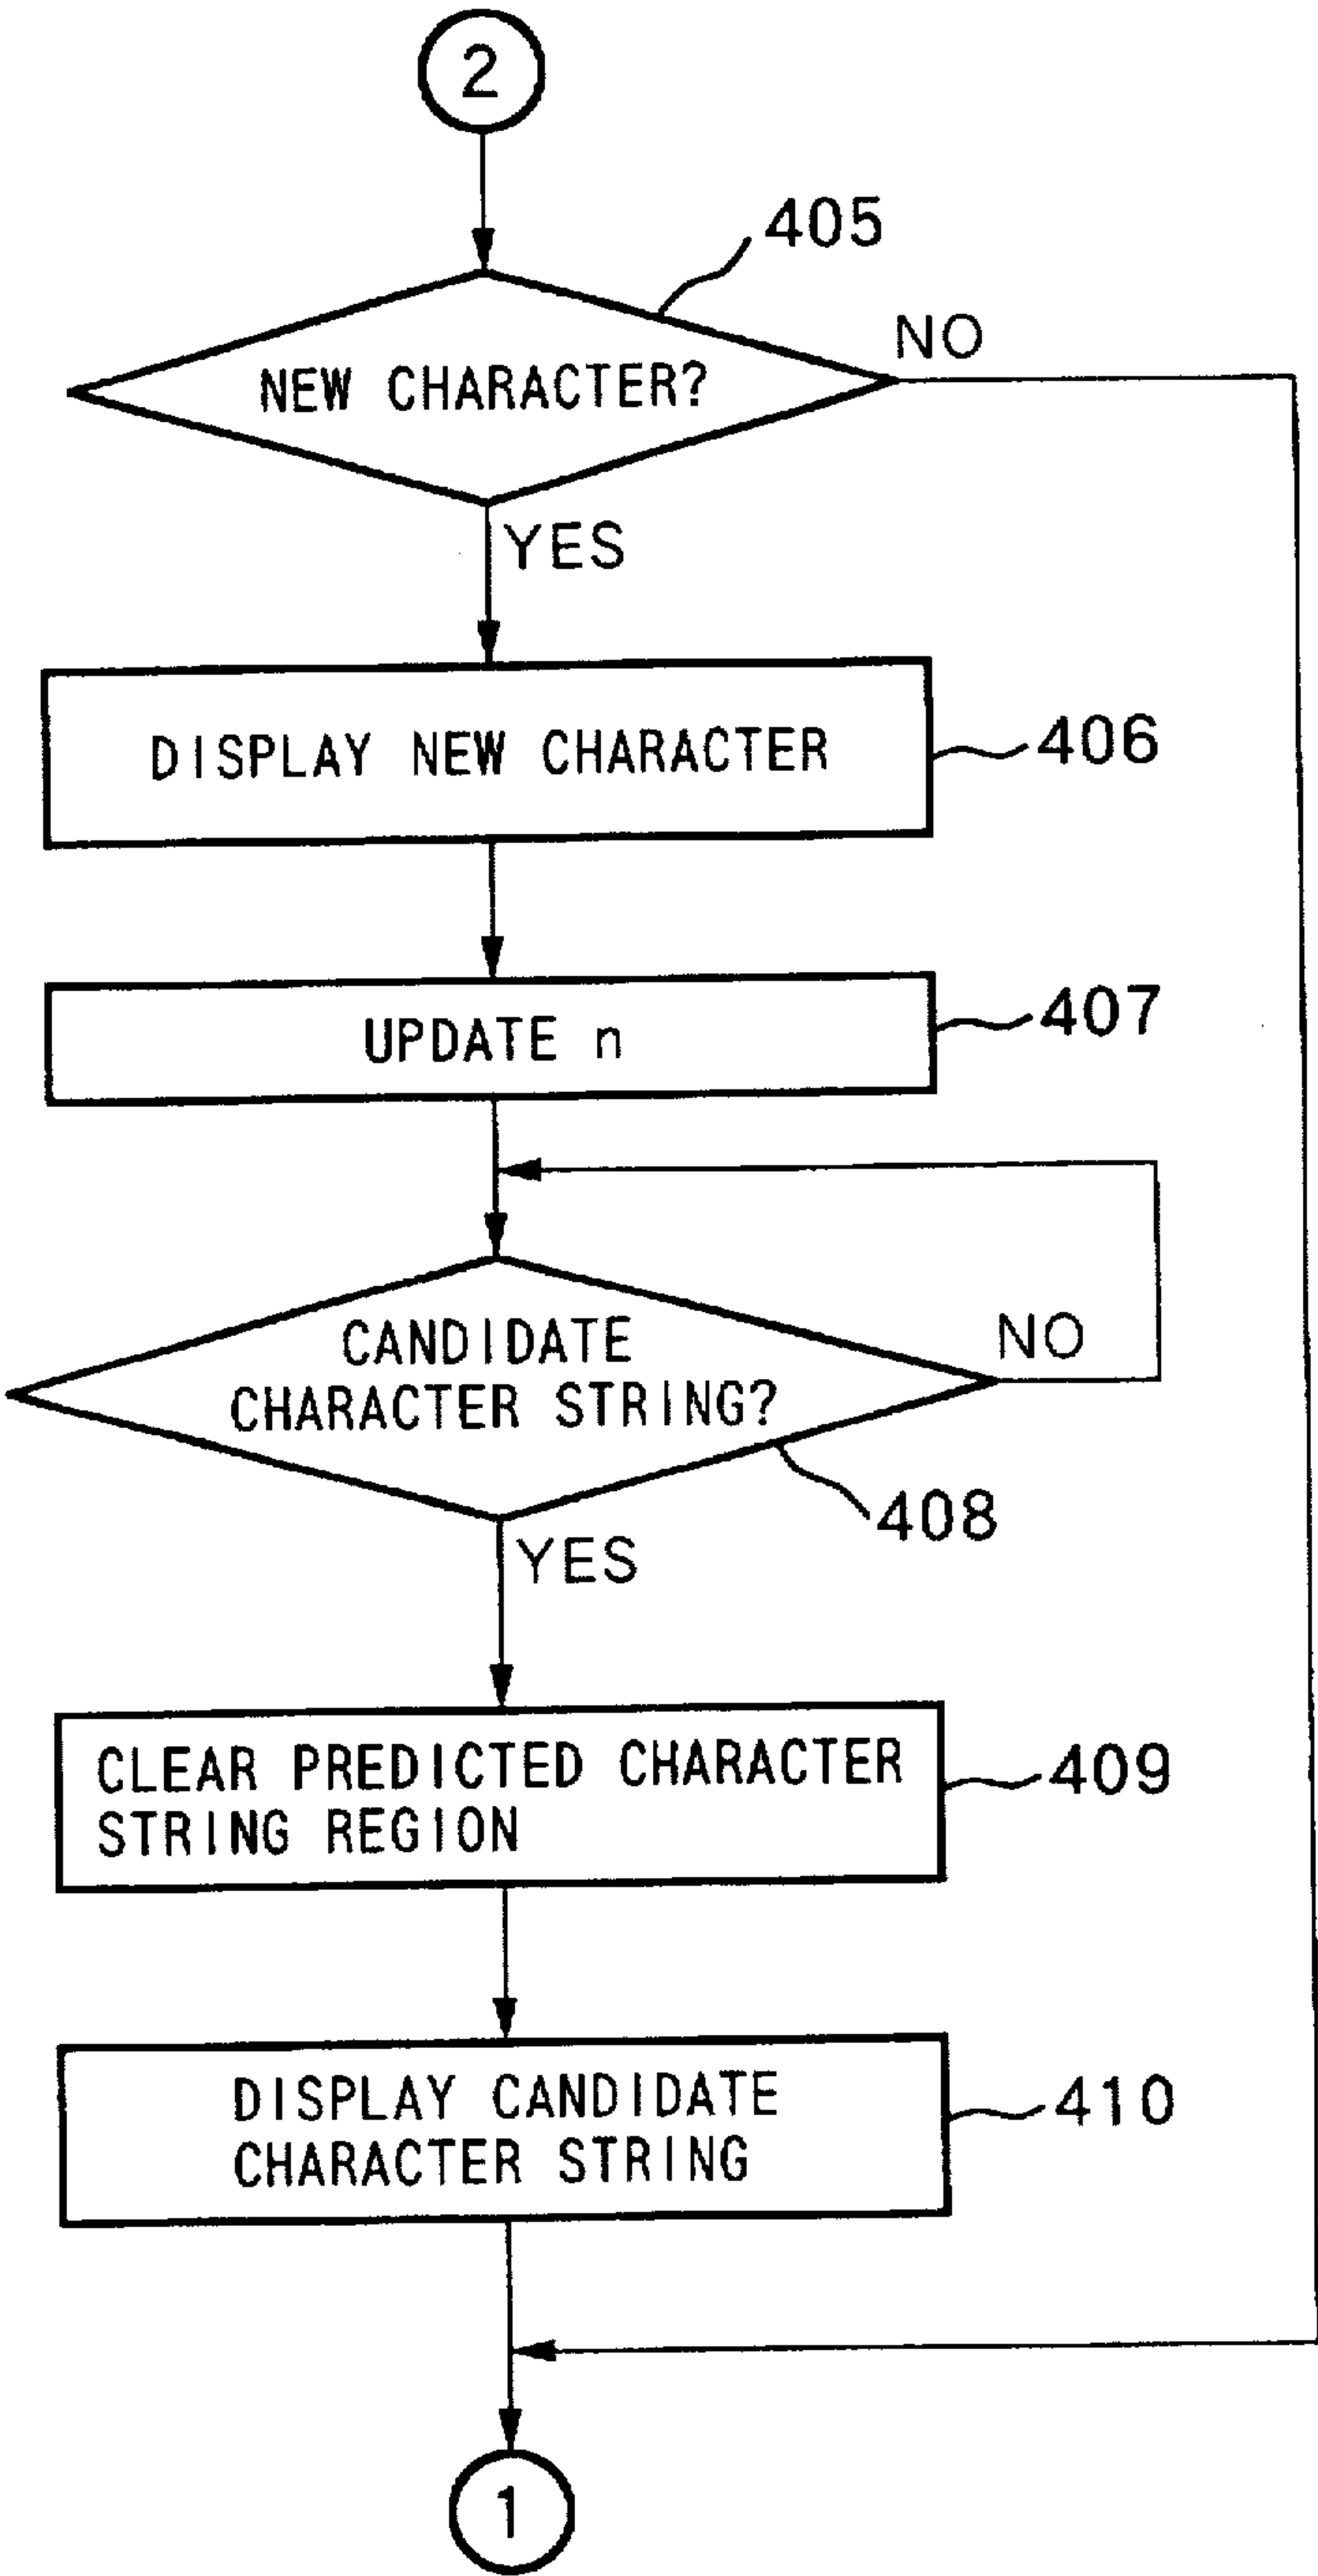 2
405
NO
NEW CHARACTER?
YES
DISPLAY NEW CHARACTER
406
UPDATE n
407
CANDIDATE
CHARACTER STRING?
NO
408
YES
CLEAR PREDICTED CHARACTER
STRING REGION
409
DISPLAY CANDIDATE
CHARACTER STRING
410
1